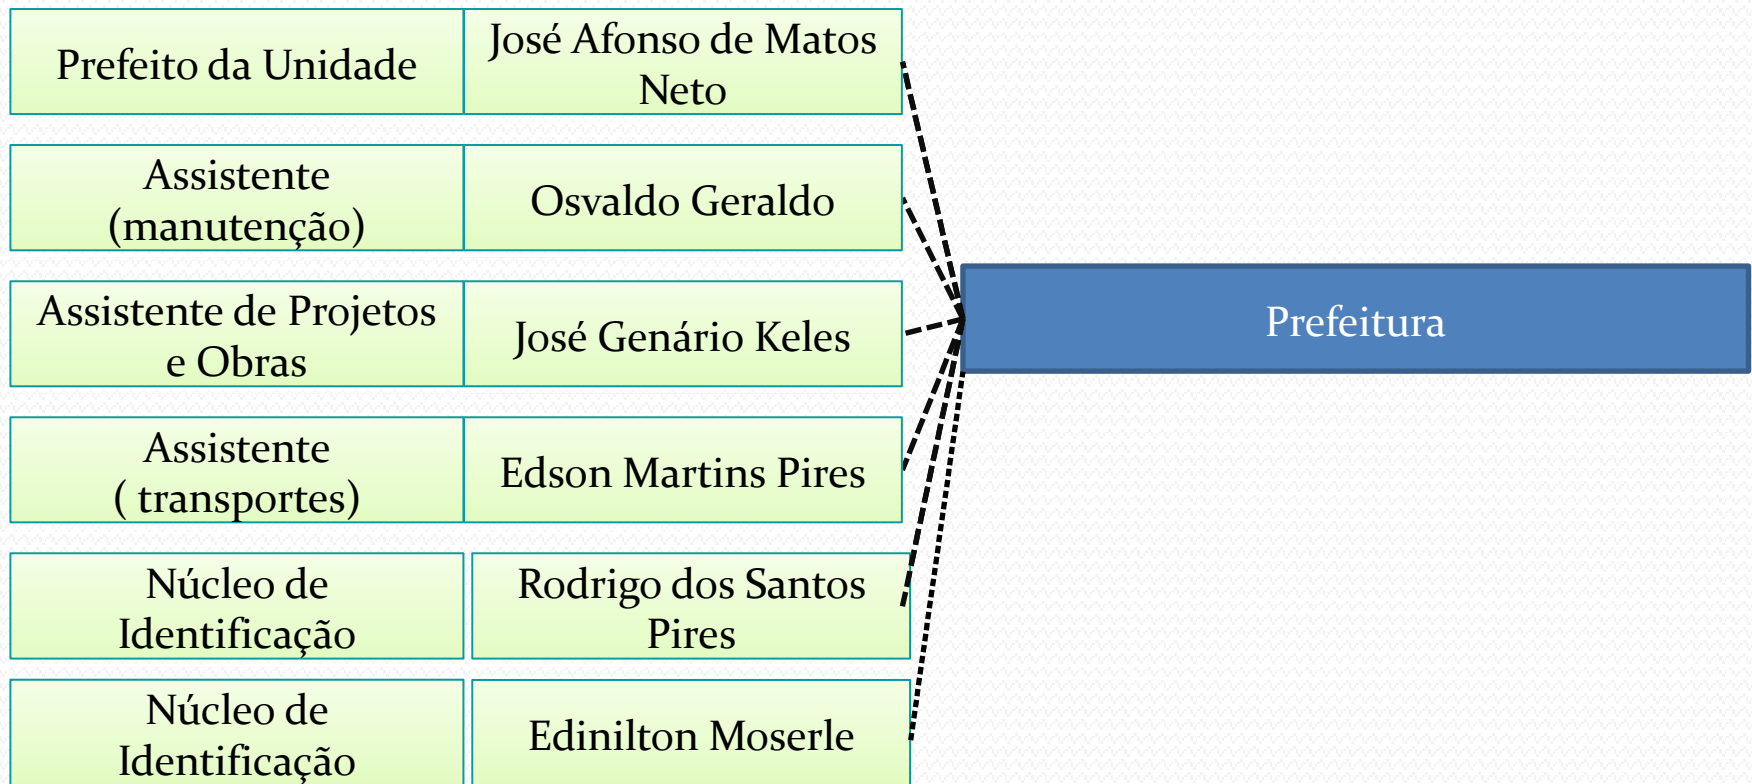 Prefeito da Unidade
José Afonso de Matos
Neto
Assistente
(manutenção)
Osvaldo Geraldo
Assistente de Projetos
e Obras
José Genário Keles
Prefeitura
Assistente
( transportes)
Edson Martins Pires
Núcleo de
Identificação
Rodrigo dos Santos
Pires
Núcleo de
Identificação
Edinilton Moserle